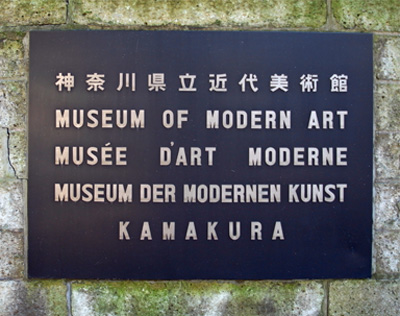 神奈川県立近代美術館
MUSEUM OF MODERN ART
MUSÉE D'ART MODERNE
MUSEUM DER MODERNEN KUNST
KAMAKURA